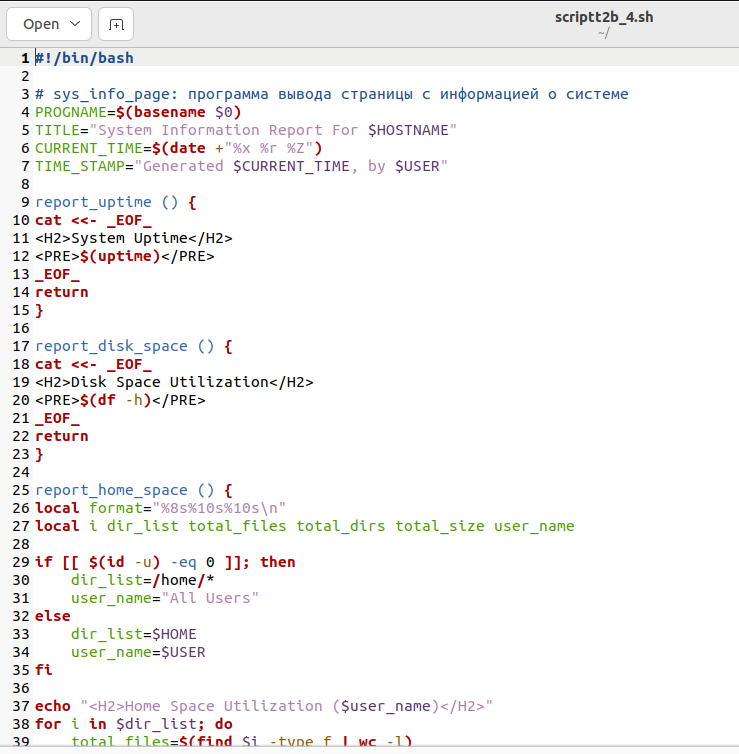 Open
scriptt2b_4.sh
~/
1 #!/bin/bash
2
3 # sys_info_page: программа вывода страницы с информацией о системе
4 PROGNAME=$(basename $0)
5 TITLE="System Information Report For $HOSTNAME"
6 CURRENT_TIME=$(date +"%x %r %Z")
7 TIME_STAMP="Generated $CURRENT_TIME, by $USER"
8
9 report_uptime () {
10 cat <<- _EOF_
11 <H2>System Uptime</H2>
12 <PRE>$(uptime)</PRE>
13 _EOF_
14 return
15 }
16
17 report_disk_space () {
18 cat <<- _EOF_
19 <H2>Disk Space Utilization</H2>
20 <PRE>$(df -h)</PRE>
21 _EOF_
22 return
23 }
24
25 report_home_space () {
26 local format="%8s%10s%10s\n"
27 local i dir_list total_files total_dirs total_size user_name
28
29 if [[ $(id -u) -eq 0 ]]; then
30     dir_list=/home/*
31     user_name="All Users"
32 else
33     dir_list=$HOME
34     user_name=$USER
35 fi
36
37 echo "<H2>Home Space Utilization ($user_name)</H2>"
38 for i in $dir_list; do
39     total_files=$(find $i -type f | wc -l)